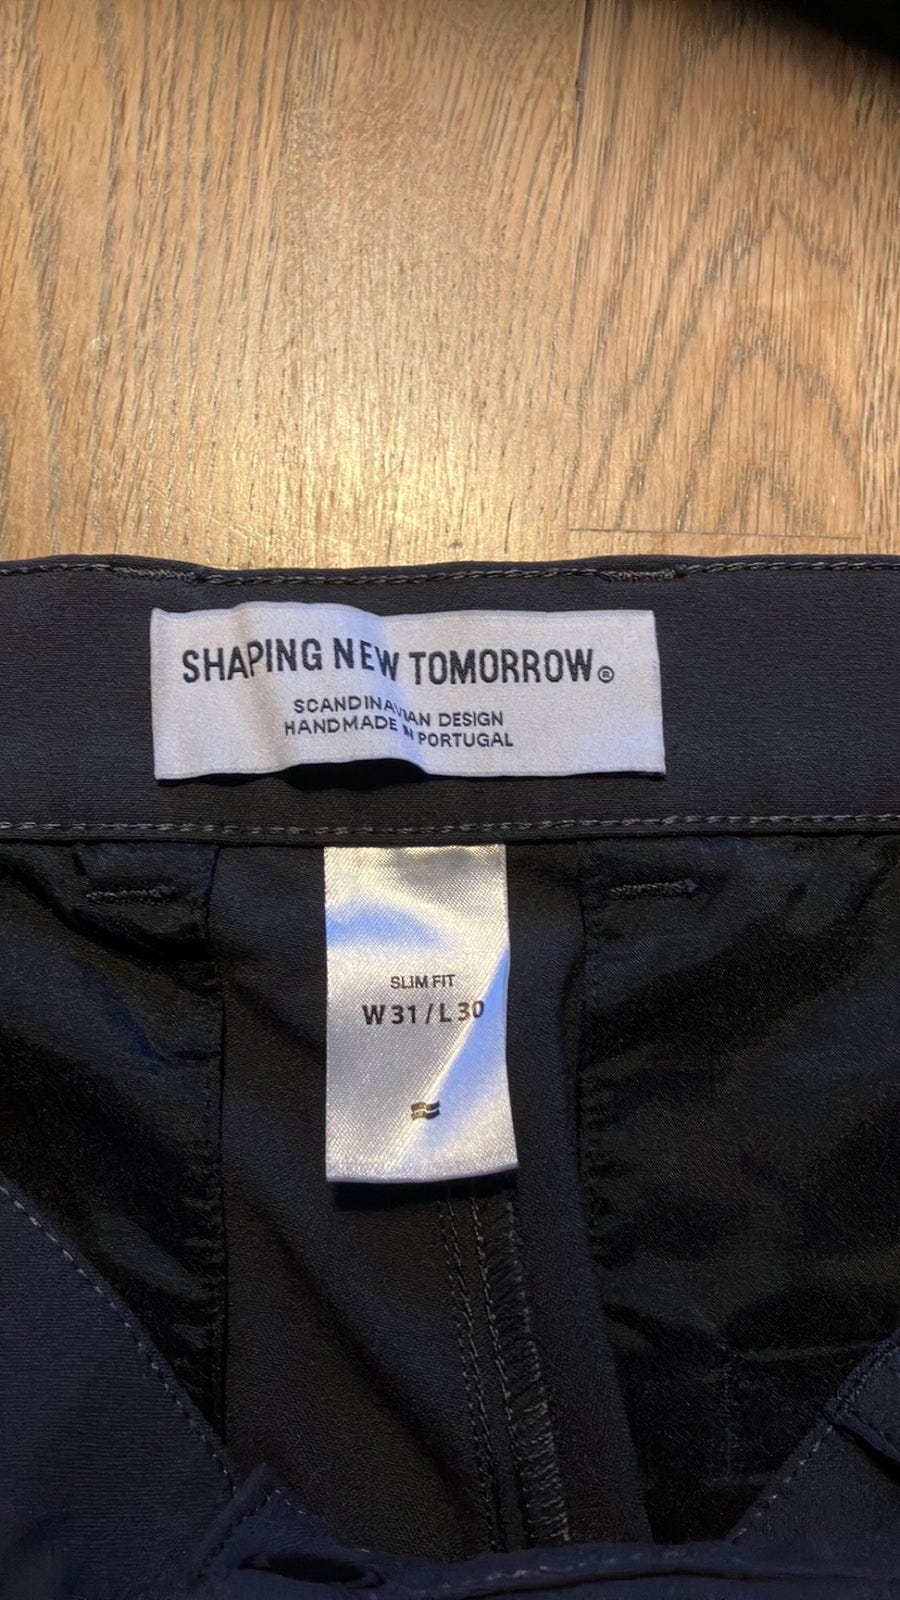 SHAPING NEW TOMORROW®
SCANDINAVIAN DESIGN
HANDMADE IN PORTUGAL
SLIM FIT
W 31 / L 30